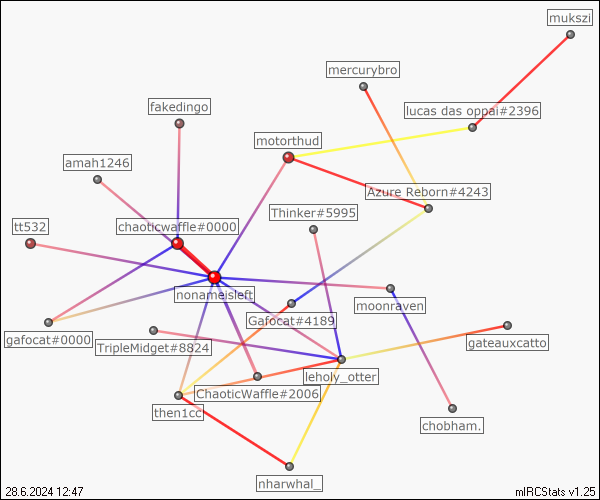 mukszi
mercurybro
fakedingo
lucas das oppai#2396
motorthud
amah1246
Azure Reborn#4243
Thinker#5995
tt532
chaoticwaffle#0000
nonameisleft
moonraven
Gafocat#4189
gafocat#0000
TripleMidget#8824
gateauxcatto
leholy_otter
ChaoticWaffle#2006
then1cc
chobham.
nharwhal_
28.6.2024 12:47
mIRCStats v1.25